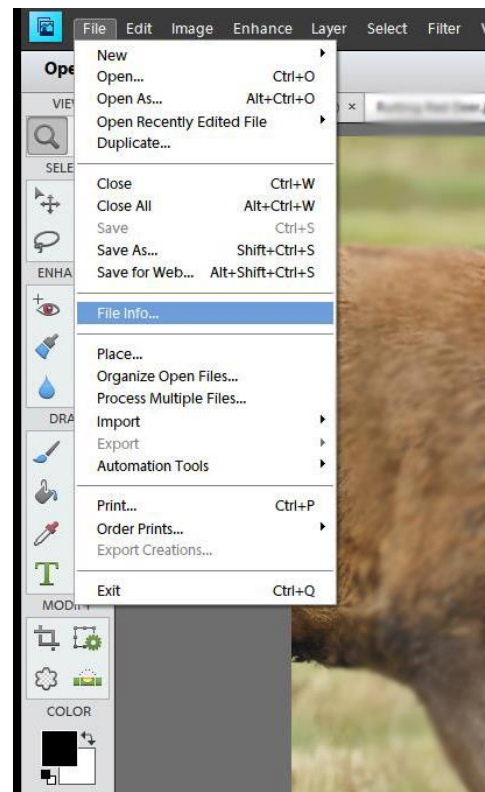 File Edit Image Enhance Layer Select Filter
Ope
New
Open... Ctrl+O
Open As... Alt+Ctrl+O
Open Recently Edited File
Duplicate...
Close Ctrl+W
Close All Alt+Ctrl+W
Save Ctrl+S
Save As... Shift+Ctrl+S
Save for Web... Alt+Shift+Ctrl+S
File Info...
Place...
Organize Open Files...
Process Multiple Files...
Import
Export
Automation Tools
Print... Ctrl+P
Order Prints...
Export Creations...
Exit Ctrl+Q
VIE
SELE
ENHA
DRA
T
MODIFY
COLOR